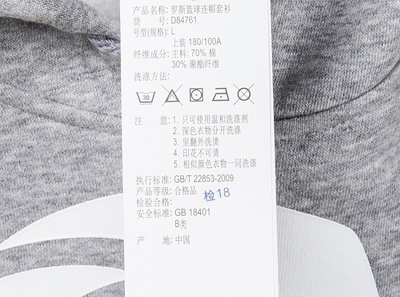 产品名称：罗斯篮球连帽套衫
货    号：D84761
号型(规格)：L
上装 180/100A
纤维成分：主料：70% 棉
30% 聚酯纤维
洗涤方法：
30
注    意：1. 只可使用温和洗涤剂
2. 深色衣物分开洗涤
3. 里翻外洗烫
4. 印花不可烫
5. 相似颜色衣物一同洗涤
执行标准：GB/T 22853-2009
产品等级：合格品
检验合格：检18
安全标准：GB 18401
B类
产    地：中国